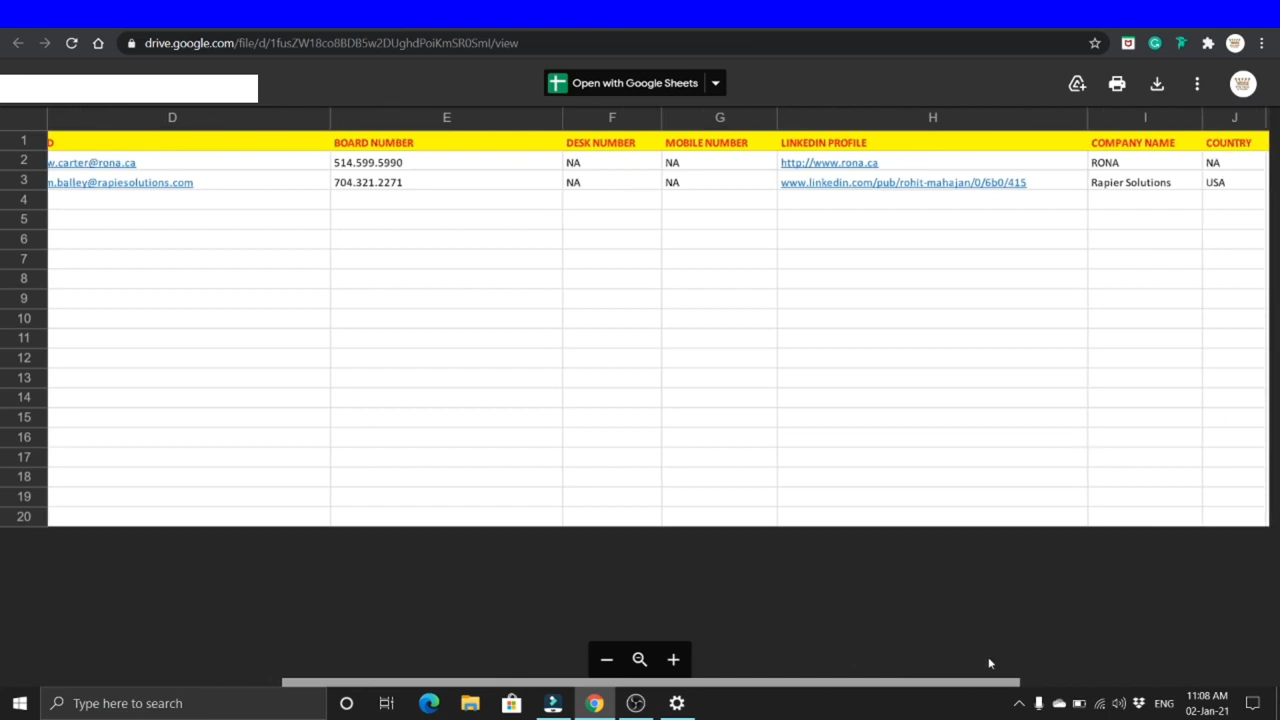 drive.google.com/file/d/1fusZW18co8BDB5w2DUghdPoiKmSR0Sml/view
Open with Google Sheets
D E F G H I J
1 D BOARD NUMBER DESK NUMBER MOBILE NUMBER LINKEDIN PROFILE COMPANY NAME COUNTRY
2 w.carter@rona.ca 514.599.5990 NA NA http://www.rona.ca RONA NA
3 n.balley@rapiesolutions.com 704.321.2271 NA NA www.linkedin.com/pub/rohit-mahajan/0/6b0/415 Rapier Solutions USA
4
5
6
7
8
9
10
11
12
13
14
15
16
17
18
19
20
Type here to search
ENG
11:08 AM
02-Jan-21